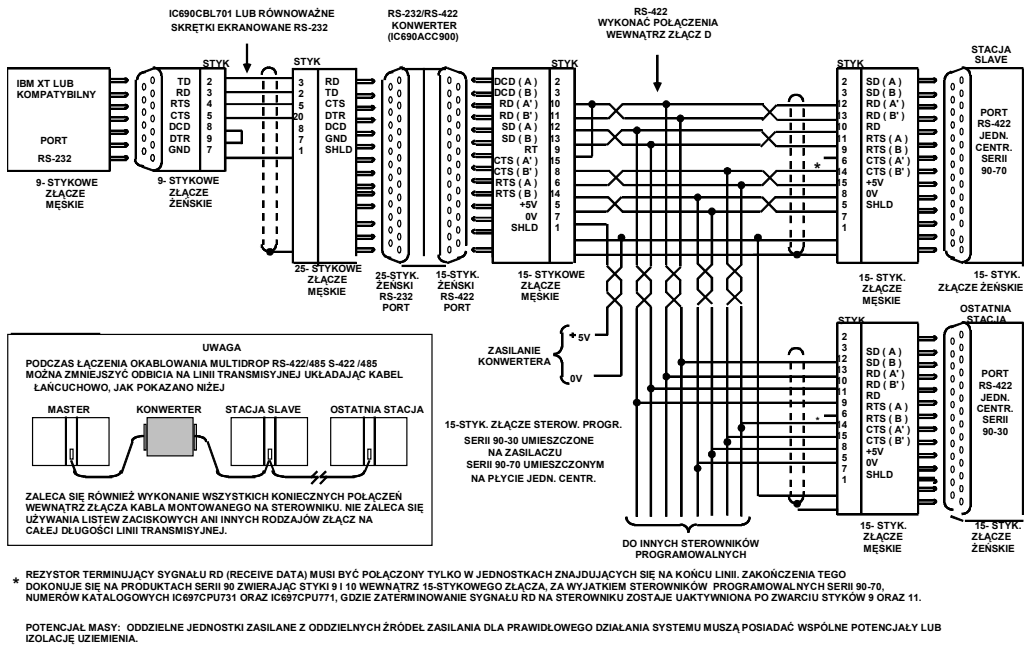 IC690CBL701 LUB RÓWNOWAŻNE
SKRĘTKI EKRANOWANE RS-232
RS-232/RS-422
KONWERTER
(IC690ACC900)
RS-422
WYKONAĆ POŁĄCZENIA
WEWNĄTRZ ZŁĄCZ D
STACJA
SLAVE
IBM XT LUB
KOMPATYBILNY
PORT
RS-232
9- STYKOWE
ZŁĄCZE
MĘSKIE
STYK
TD 2
RD 3
RTS 4
CTS 5
DCD 8
DTR 9
GND 7
9- STYKOWE
ZŁĄCZE
ŻEŃSKIE
STYK
3 RD
2 TD
5 CTS
20 DTR
8 DCD
7 GND
1 SHLD
25- STYKOWE
ZŁĄCZE
MĘSKIE
25-STYK.
ŻEŃSKI
RS-232
PORT
15-STYK.
ŻEŃSKI
RS-422
PORT
STYK
DCD ( A ) 2
DCD ( B ) 3
RD ( A' ) 10
RD ( B' ) 11
SD ( A ) 12
SD ( B ) 13
RT 9
CTS ( A' ) 15
CTS ( B' ) 8
RTS ( A ) 6
RTS ( B ) 14
+5V 5
0V 7
SHLD 1
15- STYKOWE
ZŁĄCZE
MĘSKIE
STYK
2 SD ( A )
3 SD ( B )
12 RD ( A' )
13 RD ( B' )
10 RD
11 RTS ( A )
9 RTS ( B )
6 CTS ( A' )
* 14 CTS ( B' )
15 +5V
8 0V
5 SHLD
7
1
PORT
RS-422
JEDN.
CENTR.
SERII
90-70
15- STYK.
ZŁĄCZE
MĘSKIE
15- STYK.
ZŁĄCZE ŻEŃSKIE
OSTATNIA
STACJA
STYK
2
3 SD ( A )
12 SD ( B )
13 RD ( A' )
10 RD ( B' )
11 RD
9 RTS ( A )
6 RTS ( B )
* 14 CTS ( A' )
15 CTS ( B' )
8 +5V
5 0V
7 SHLD
1
PORT
RS-422
JEDN.
CENTR.
SERII
90-30
15- STYK.
ZŁĄCZE
MĘSKIE
15- STYK.
ZŁĄCZE
ŻEŃSKIE
ZASILANIE
KONWERTERA
+ 5V
0V
15-STYK. ZŁĄCZE STEROW. PROGR.
SERII 90-30 UMIESZCZONE
NA ZASILACZU
SERII 90-70 UMIESZCZONYM
NA PŁYCIE JEDN. CENTR.
DO INNYCH STEROWNIKÓW
PROGRAMOWALNYCH
UWAGA
PODCZAS ŁĄCZENIA OKABLOWANIA MULTIDROP RS-422/485 S-422 /485
MOŻNA ZMNIEJSZYĆ ODBICIA NA LINII TRANSMISYJNEJ UKŁADAJĄC KABEL
ŁAŃCUCHOWO, JAK POKAZANO NIŻEJ
MASTER KONWERTER STACJA SLAVE OSTATNIA STACJA
ZALECA SIĘ RÓWNIEŻ WYKONANIE WSZYSTKICH KONIECZNYCH POŁĄCZEŃ
WEWNĄTRZ ZŁĄCZA KABLA MONTOWANEGO NA STEROWNIKU. NIE ZALECA SIĘ
UŻYWANIA LISTEW ZACISKOWYCH ANI INNYCH RODZAJÓW ZŁĄCZ NA
CAŁEJ DŁUGOŚCI LINII TRANSMISYJNEJ.
* REZYSTOR TERMINUJĄCY SYGNAŁU RD (RECEIVE DATA) MUSI BYĆ POŁĄCZONY TYLKO W JEDNOSTKACH ZNAJDUJĄCYCH SIĘ NA KOŃCU LINII. ZAKOŃCZENIA TEGO
DOKONUJE SIĘ NA PRODUKTACH SERII 90 ZWIERAJĄC STYKI 9 I 10 WEWNĄTRZ 15-STYKOWEGO ZŁĄCZA, ZA WYJĄTKIEM STEROWNIKÓW PROGRAMOWALNYCH SERII 90-70,
NUMERÓW KATALOGOWYCH IC697CPU731 ORAZ IC697CPU771, GDZIE ZATERMINOWANIE SYGNAŁU RD NA STEROWNIKU ZOSTAJE UAKTYWNIONA PO ZWARCIU STYKÓW 9 ORAZ 11.
POTENCJAŁ MASY: ODDZIELNE JEDNOSTKI ZASILANE Z ODDZIELNYCH ŹRÓDEŁ ZASILANIA DLA PRAWIDŁOWEGO DZIAŁANIA SYSTEMU MUSZĄ POSIADAĆ WSPÓLNE POTENCJAŁY LUB
IZOLACJĘ UZIEMIENIA.